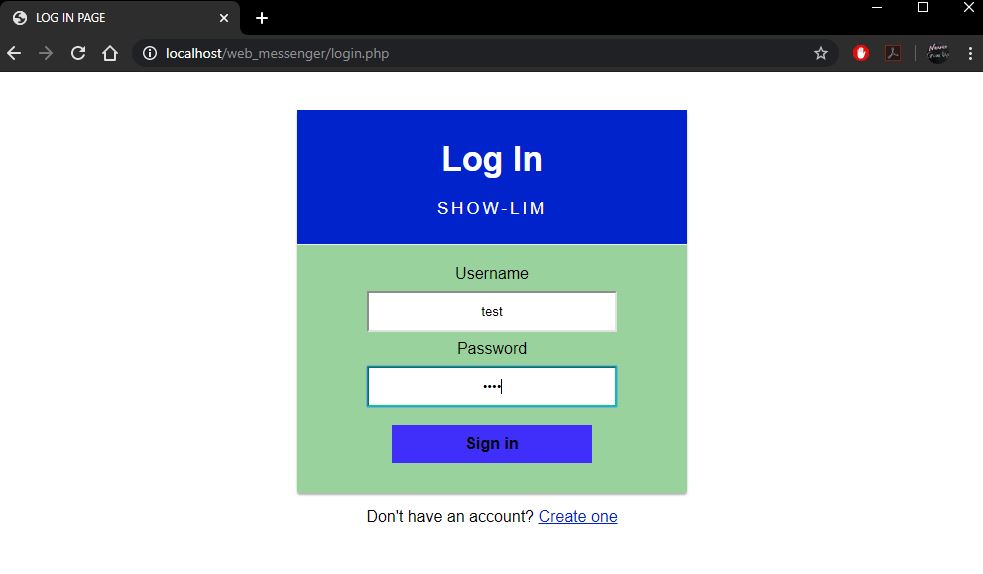 LOG IN PAGE
localhost/web_messenger/login.php
Log In
SHOW-LIM
Username
test
Password
••••
Sign in
Don't have an account? Create one